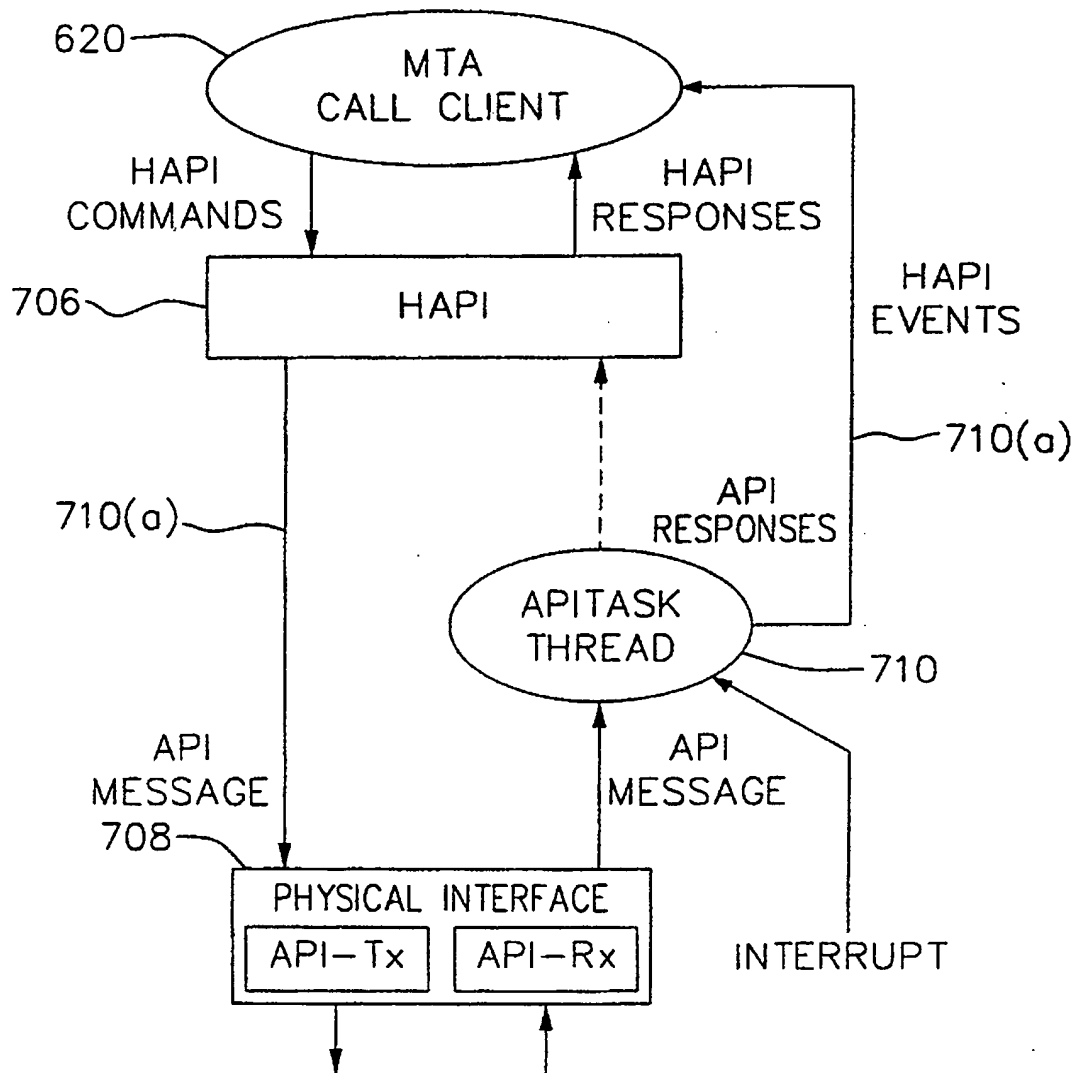 620
MTA
CALL CLIENT
HAPI
COMMANDS
HAPI
RESPONSES
706
HAPI
HAPI
EVENTS
710(a)
710(a)
API
RESPONSES
APITASK
THREAD
710
API
MESSAGE
API
MESSAGE
708
PHYSICAL INTERFACE
API-Tx
API-Rx
INTERRUPT